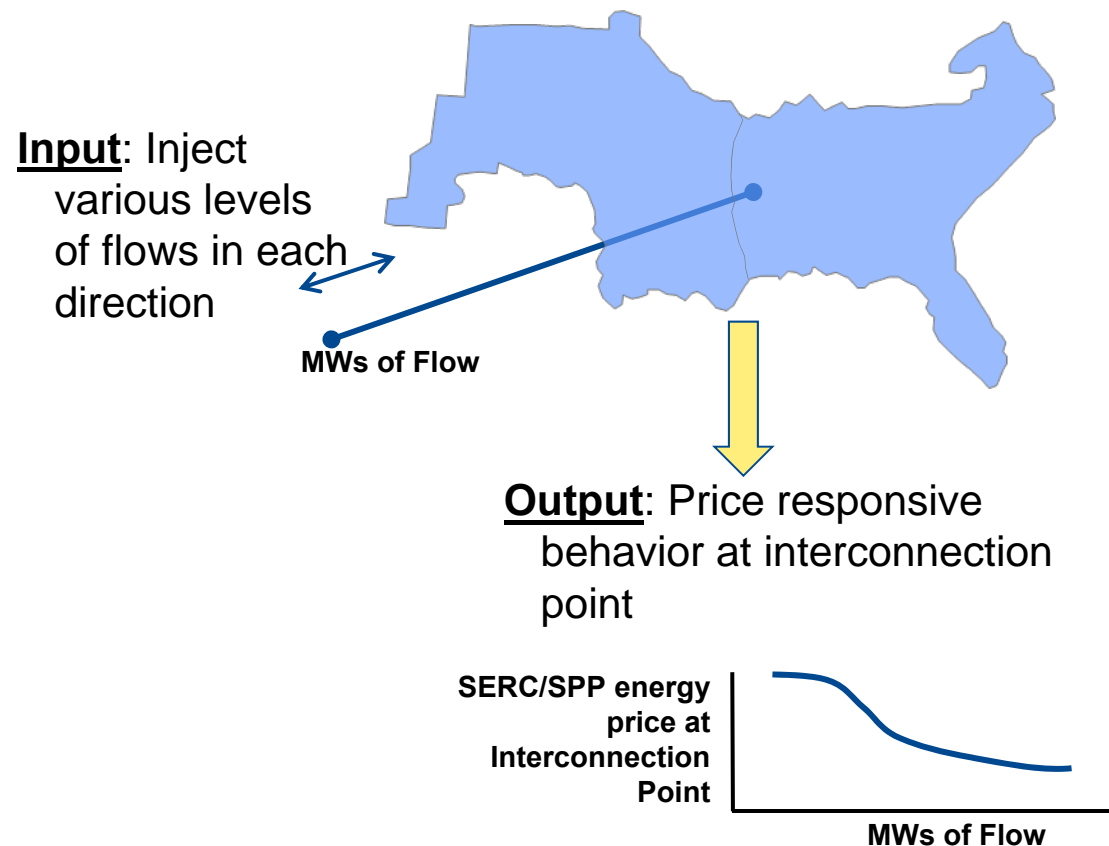 Input: Inject
various levels
of flows in each
direction
MWs of Flow
Output: Price responsive
behavior at interconnection
point
SERC/SPP energy
price at
Interconnection
Point
MWs of Flow